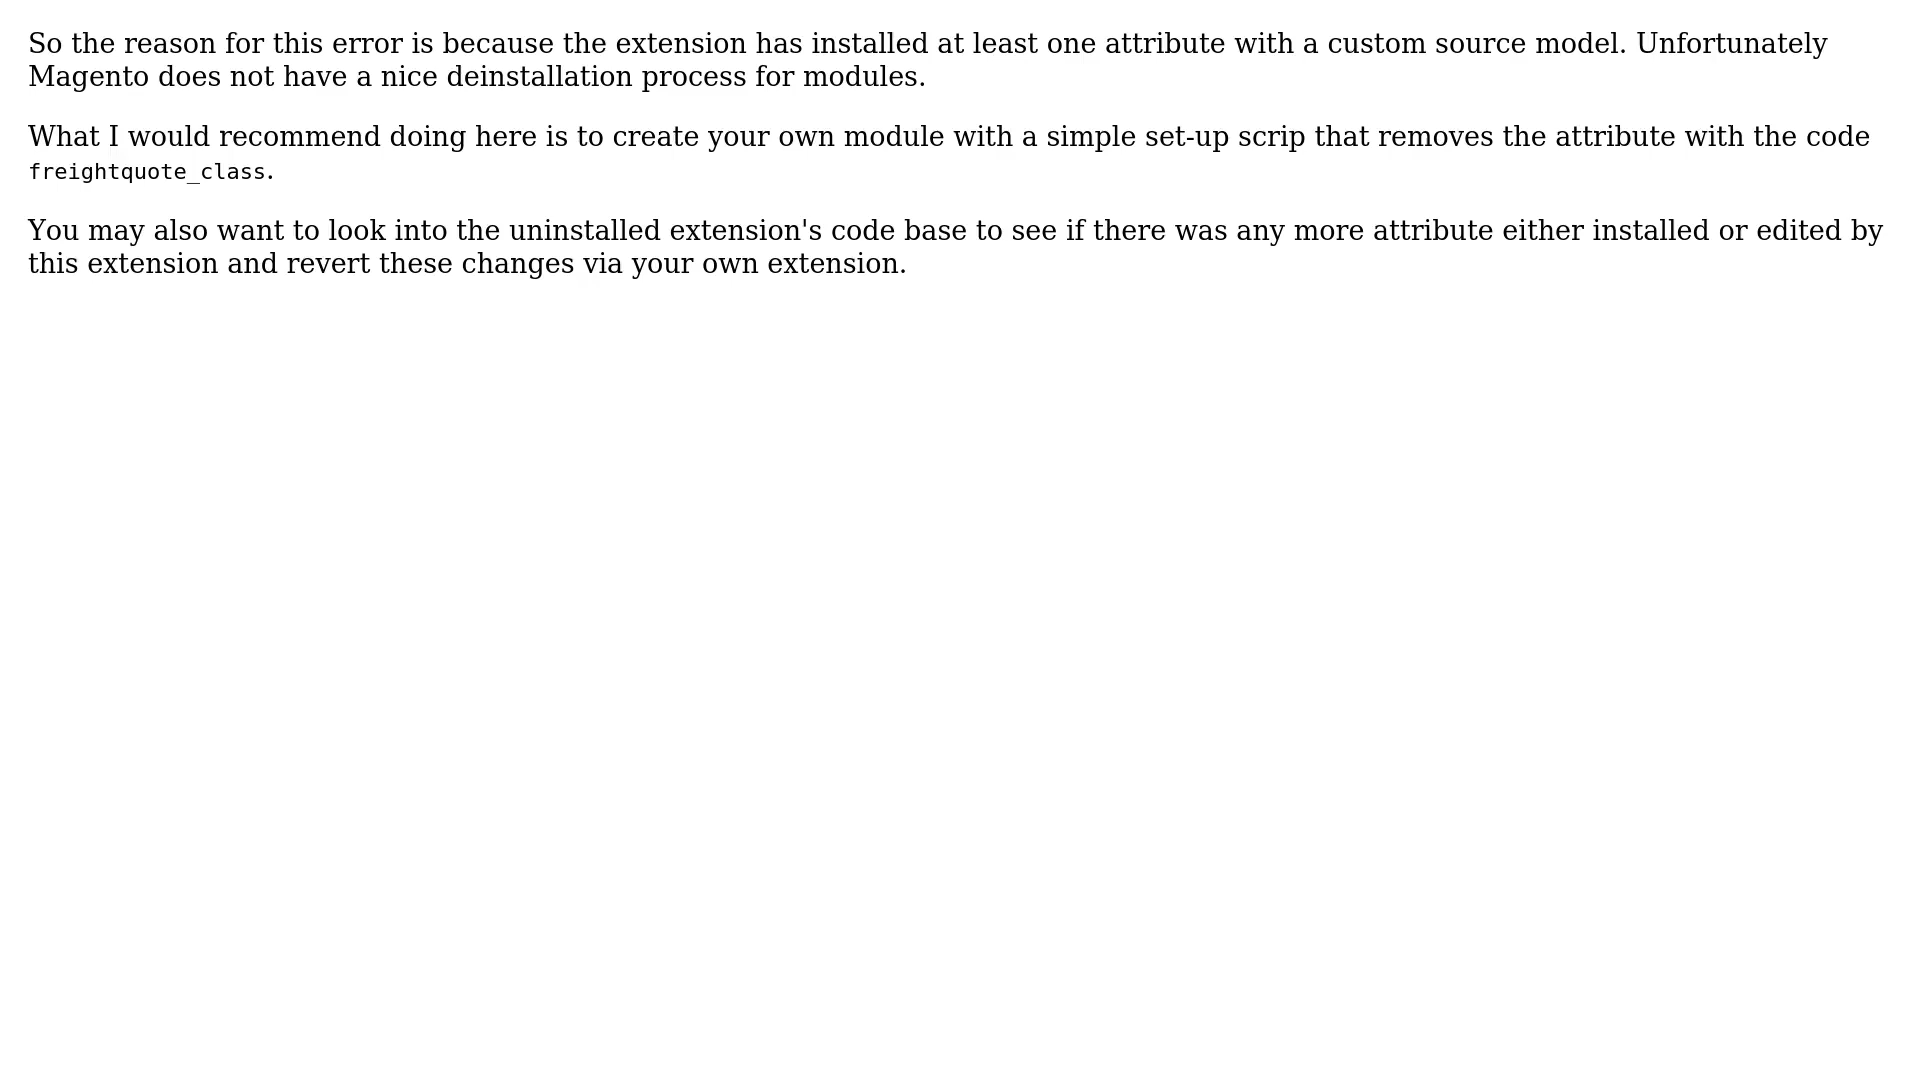 So the reason for this error is because the extension has installed at least one attribute with a custom source model. Unfortunately
Magento does not have a nice deinstallation process for modules.
What I would recommend doing here is to create your own module with a simple set-up scrip that removes the attribute with the code
freightquote_class.
You may also want to look into the uninstalled extension's code base to see if there was any more attribute either installed or edited by
this extension and revert these changes via your own extension.